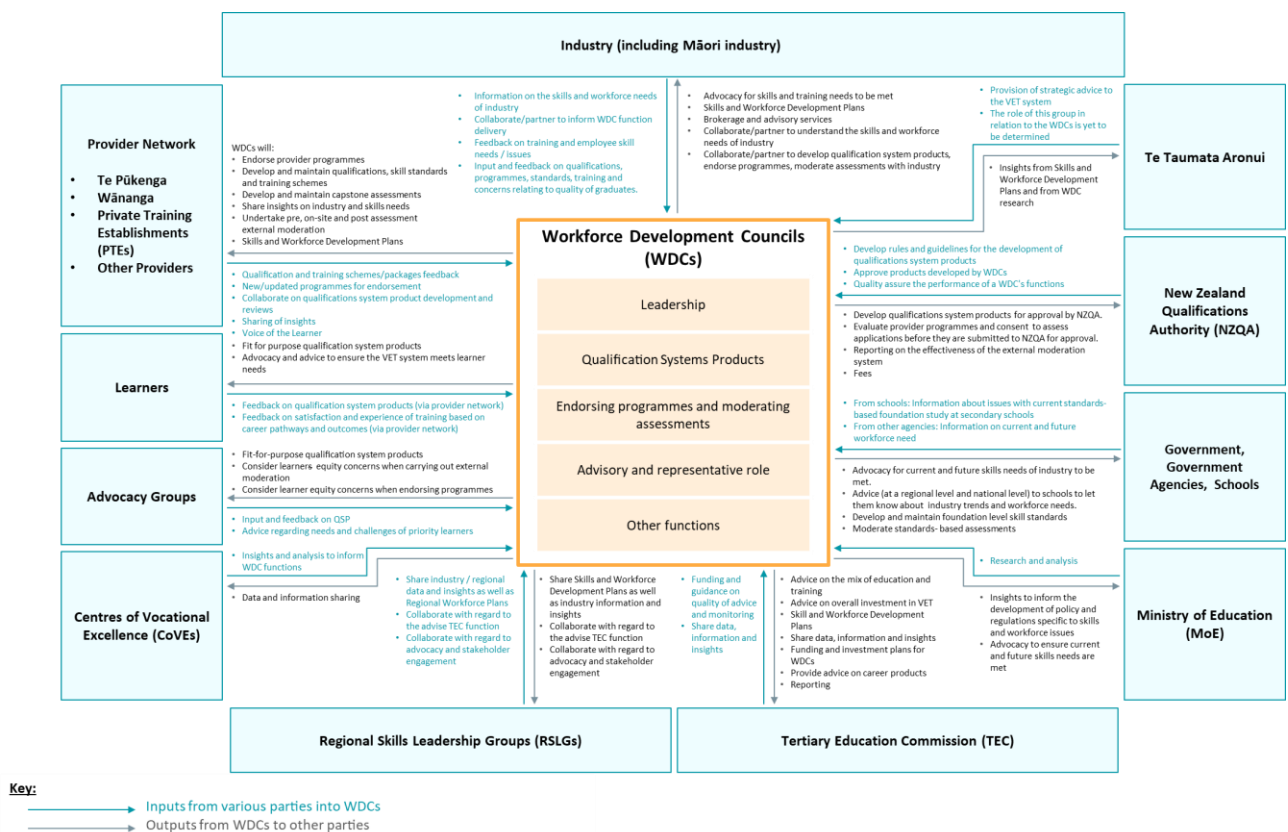 Industry (including Māori industry)
Provider Network
• Te Pūkenga
• Wānanga
• Private Training
Establishments
(PTEs)
• Other Providers
WDCs will:
• Endorse provider programmes
• Develop and maintain qualifications, skill standards
and training schemes
• Develop and maintain capstone assessments
• Share insights on industry and skills needs
• Undertake pre, on-site and post assessment
external moderation
• Skills and Workforce Development Plans
• Information on the skills and workforce needs
of industry
• Collaborate/partner to inform WDC function
delivery
• Feedback on training and employee skill
needs / issues
• Input and feedback on qualifications,
programmes, standards, training and
concerns relating to quality of graduates.
• Advocacy for skills and training needs to be met
• Skills and Workforce Development Plans
• Brokerage and advisory services
• Collaborate/partner to understand the skills and workforce
needs of industry
• Collaborate/partner to develop qualification system products,
endorse programmes, moderate assessments with industry
• Provision of strategic advice to
the VET system
• The role of this group in
relation to the WDCs is yet to
be determined
• Insights from Skills and
Workforce Development
Plans and from WDC
research
Te Taumata Aronui
• Qualification and training schemes/packages feedback
• New/updated programmes for endorsement
• Collaborate on qualifications system product development and
reviews
• Sharing of insights
• Voice of the Learner
• Fit for purpose qualification system products
• Advocacy and advice to ensure the VET system meets learner
needs
Learners
• Feedback on qualification system products (via provider network)
• Feedback on satisfaction and experience of training based on
career pathways and outcomes (via provider network)
• Fit-for-purpose qualification system products
• Consider learners equity concerns when carrying out external
moderation
• Consider learner equity concerns when endorsing programmes
Advocacy Groups
• Input and feedback on QSP
• Advice regarding needs and challenges of priority learners
• Insights and analysis to inform
WDC functions
• Data and information sharing
Centres of Vocational
Excellence (CoVEs)
Workforce Development Councils
(WDCs)
Leadership
Qualification Systems Products
Endorsing programmes and moderating
assessments
Advisory and representative role
Other functions
• Develop rules and guidelines for the development of
qualifications system products
• Approve products developed by WDCs
• Quality assure the performance of a WDC's functions
New Zealand
Qualifications
Authority (NZQA)
• Develop qualifications system products for approval by NZQA.
• Evaluate provider programmes and consent to assess
applications before they are submitted to NZQA for approval.
• Reporting on the effectiveness of the external moderation
system
• Fees
• From schools: Information about issues with current standards-
based foundation study at secondary schools
• From other agencies: Information on current and future
workforce need
Government,
Government
Agencies, Schools
• Advocacy for current and future skills needs of industry to be
met.
• Advice (at a regional level and national level) to schools to let
them know about industry trends and workforce needs.
• Develop and maintain foundation level skill standards
• Moderate standards- based assessments
• Research and analysis
• Insights to inform the
development of policy and
regulations specific to skills
and workforce issues
• Advocacy to ensure current
and future skills needs are
met
Ministry of Education
(MoE)
• Share industry / regional
data and insights as well as
Regional Workforce Plans
• Collaborate with regard to
the advise TEC function
• Collaborate with regard to
advocacy and stakeholder
engagement
• Share Skills and Workforce
Development Plans as well
as industry information and
insights
• Collaborate with regard to
the advise TEC function
• Collaborate with regard to
advocacy and stakeholder
engagement
• Funding and
guidance on
quality of advice
and monitoring
• Share data,
information and
insights
• Advice on the mix of education and
training
• Advice on overall investment in VET
• Skill and Workforce Development
Plans
• Share data, information and insights
• Funding and investment plans for
WDCs
• Provide advice on career products
• Reporting
Regional Skills Leadership Groups (RSLGs)
Tertiary Education Commission (TEC)
Key:
Inputs from various parties into WDCs
Outputs from WDCs to other parties